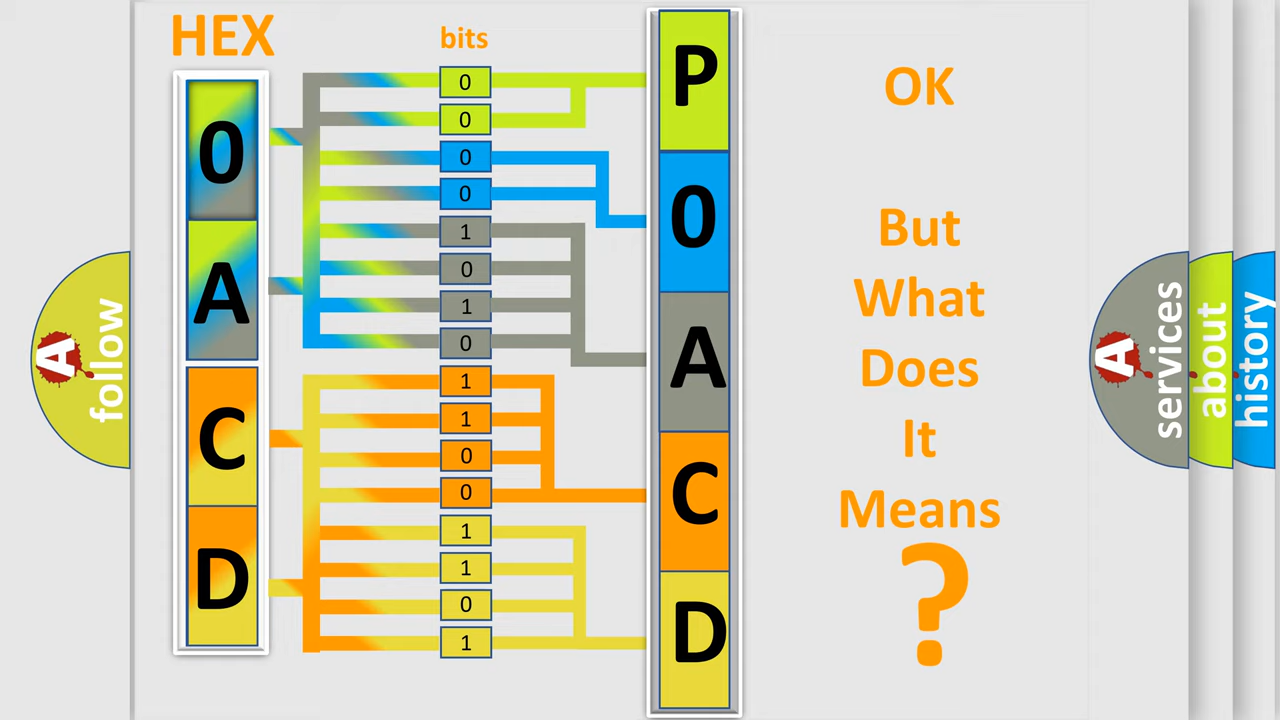 HEX
bits
0
A
C
D
0
0
0
0
1
0
1
0
1
1
0
0
1
1
0
1
P
0
A
C
D
OK
But
What
Does
It
Means
?
A
follow
A
services
about
history